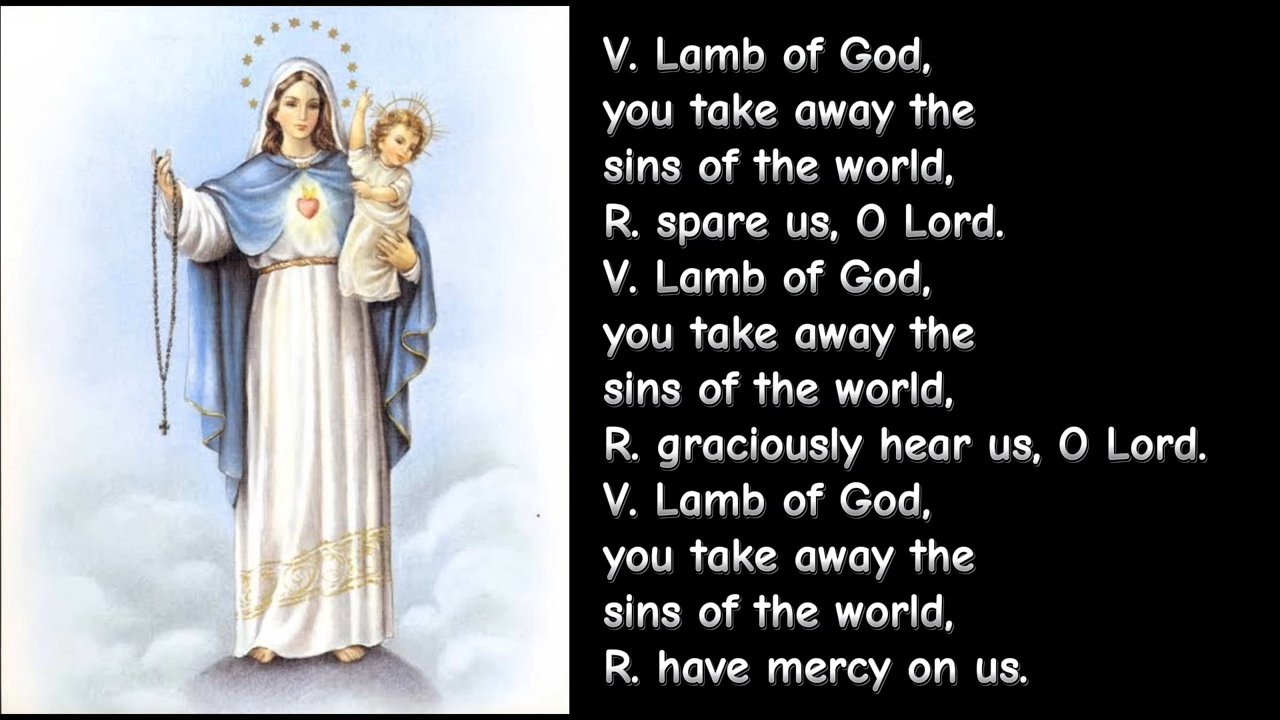 V. Lamb of God,
you take away the
sins of the world,
R. spare us, O Lord.
V. Lamb of God,
you take away the
sins of the world,
R. graciously hear us, O Lord.
V. Lamb of God,
you take away the
sins of the world,
R. have mercy on us.